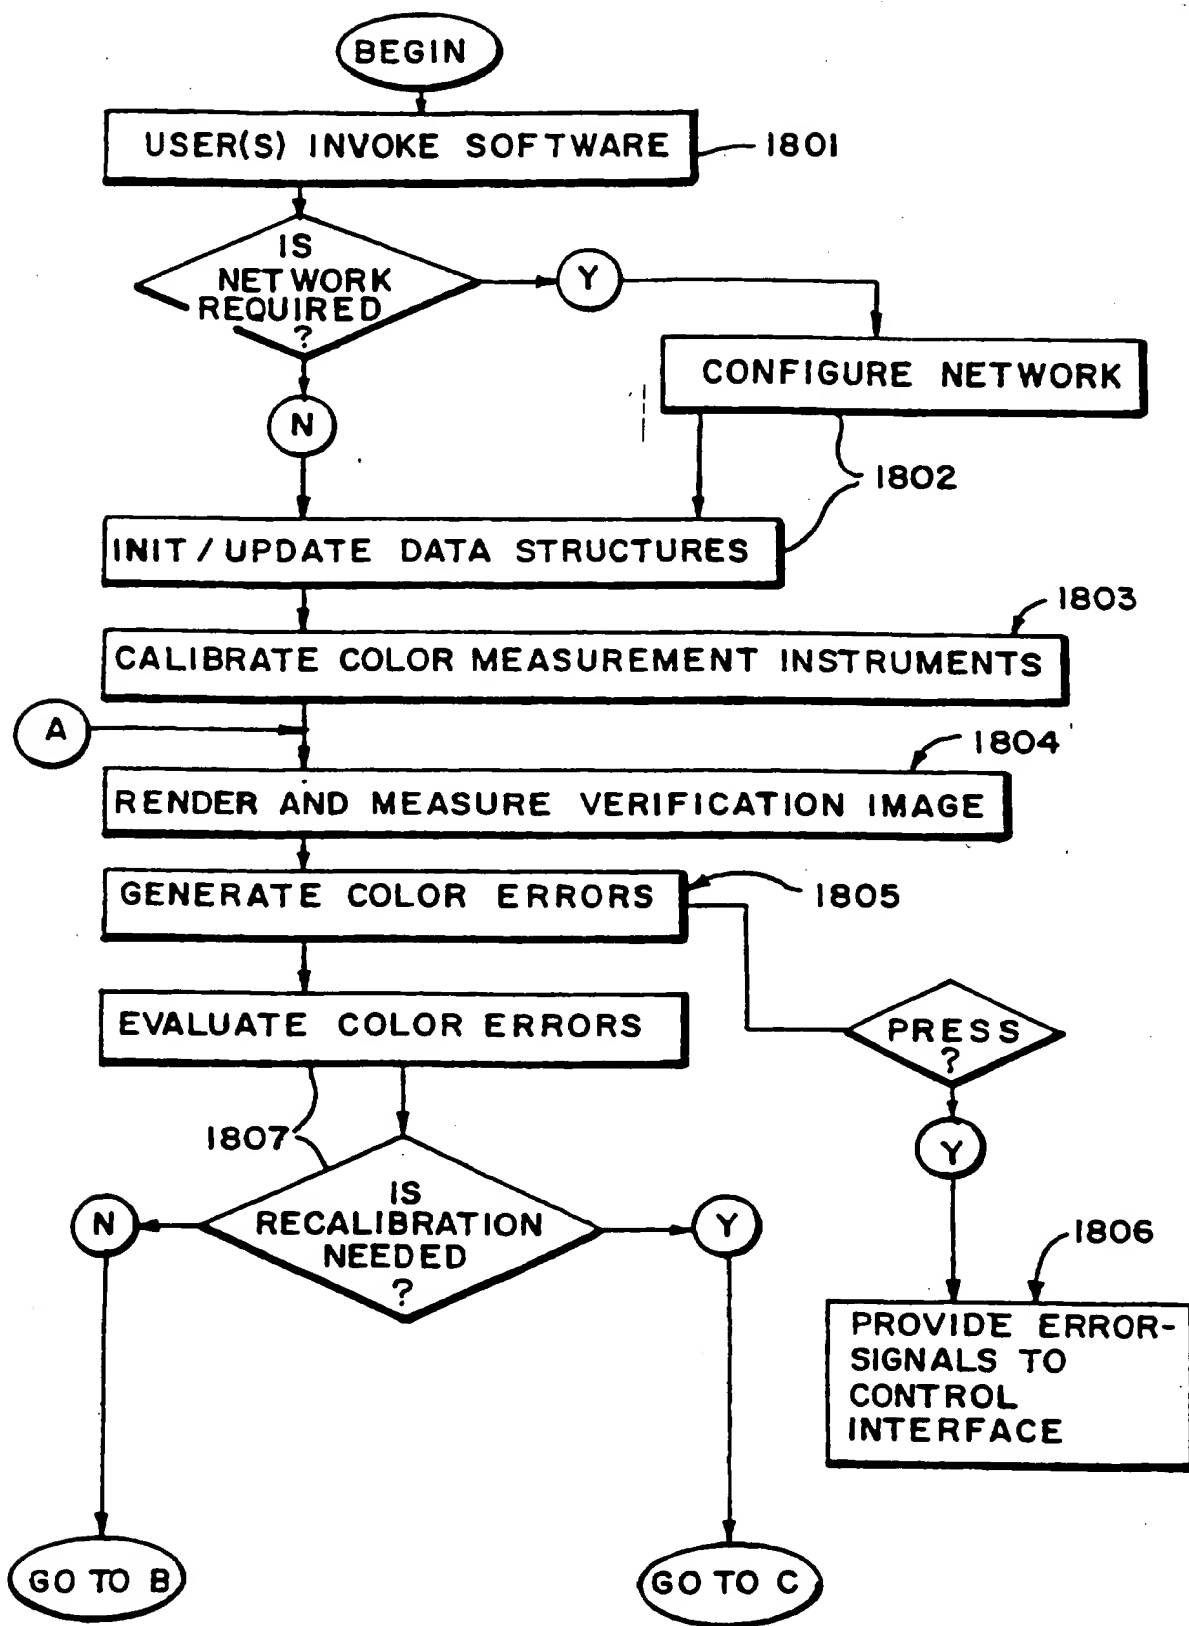 BEGIN
USER(S) INVOKE SOFTWARE
1801
IS
NETWORK
REQUIRED
?
Y
CONFIGURE NETWORK
N
1802
INIT / UPDATE DATA STRUCTURES
1803
CALIBRATE COLOR MEASUREMENT INSTRUMENTS
A
1804
RENDER AND MEASURE VERIFICATION IMAGE
GENERATE COLOR ERRORS
1805
EVALUATE COLOR ERRORS
PRESS
?
1807
Y
IS
RECALIBRATION
NEEDED
?
N
Y
1806
PROVIDE ERROR-
SIGNALS TO
CONTROL
INTERFACE
GO TO B
GO TO C